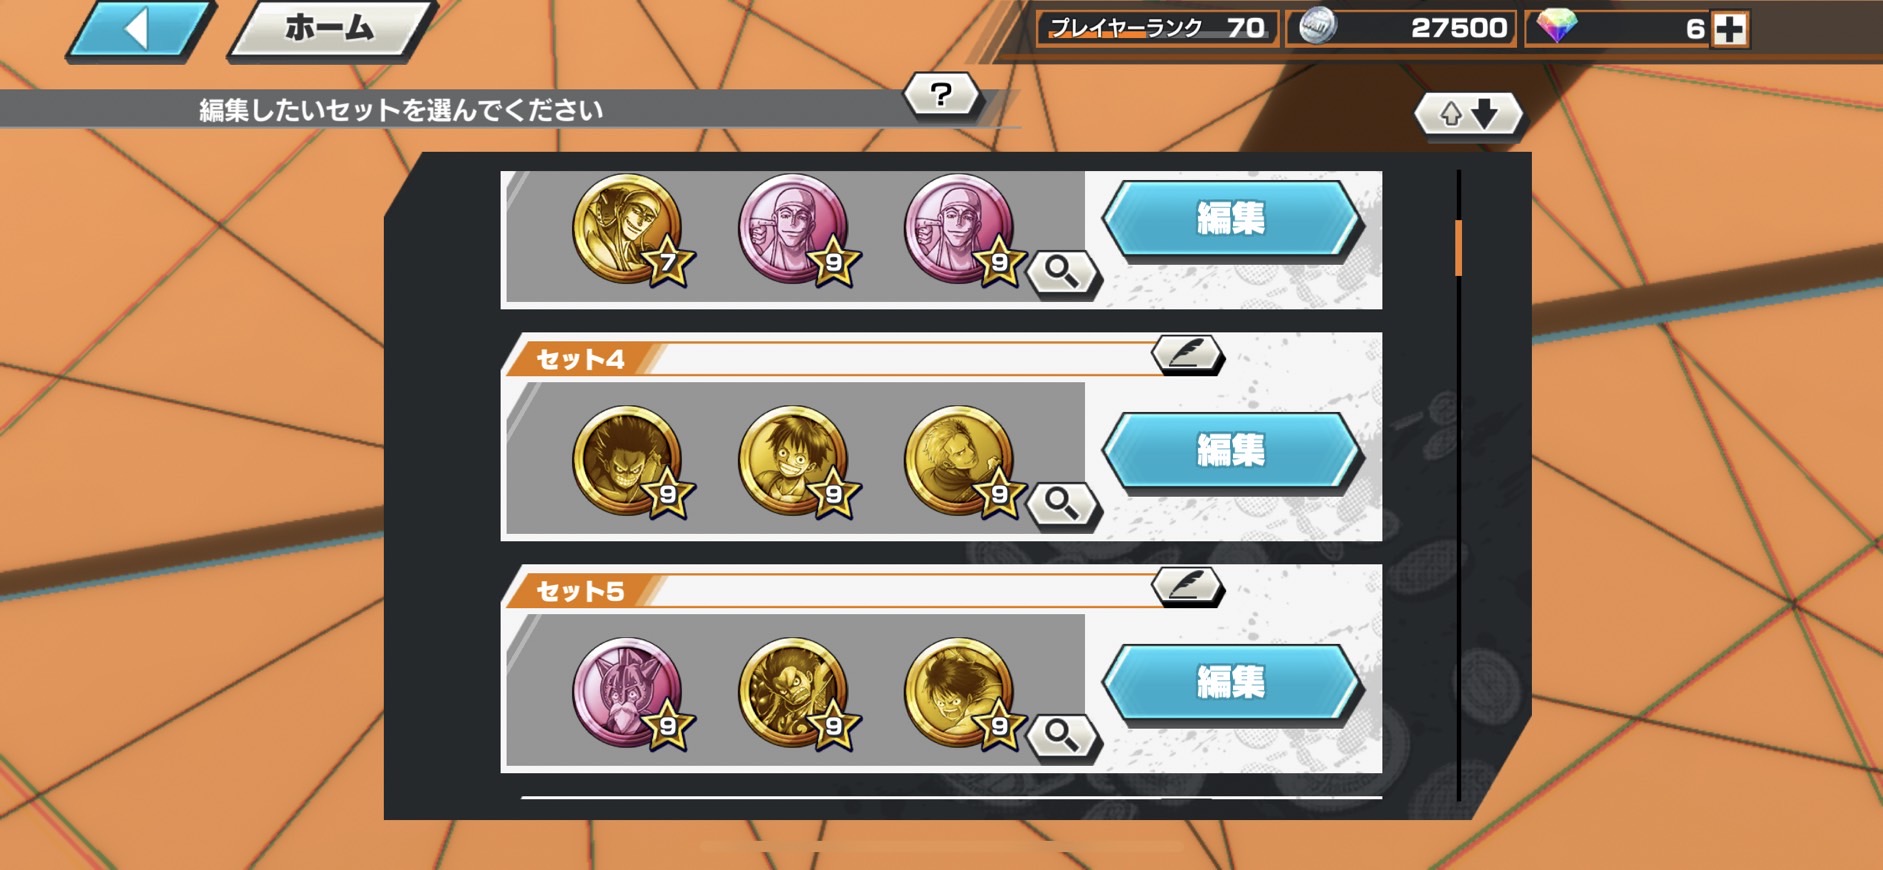 ホーム
プレイヤーランク 70
27500
6
編集したいセットを選んでください
?
7 9 9
編集
セット4
9 9 9
編集
セット5
9 9 9
編集